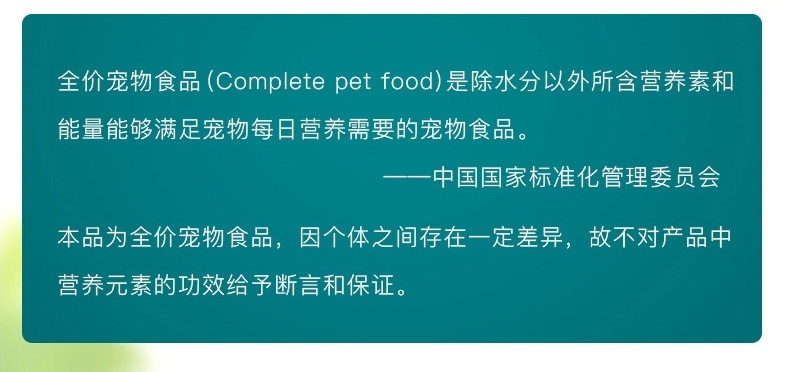 全价宠物食品(Complete pet food)是除水分以外所含营养素和
能量能够满足宠物每日营养需要的宠物食品。
——中国国家标准化管理委员会
本品为全价宠物食品，因个体之间存在一定差异，故不对产品中
营养元素的功效给予断言和保证。